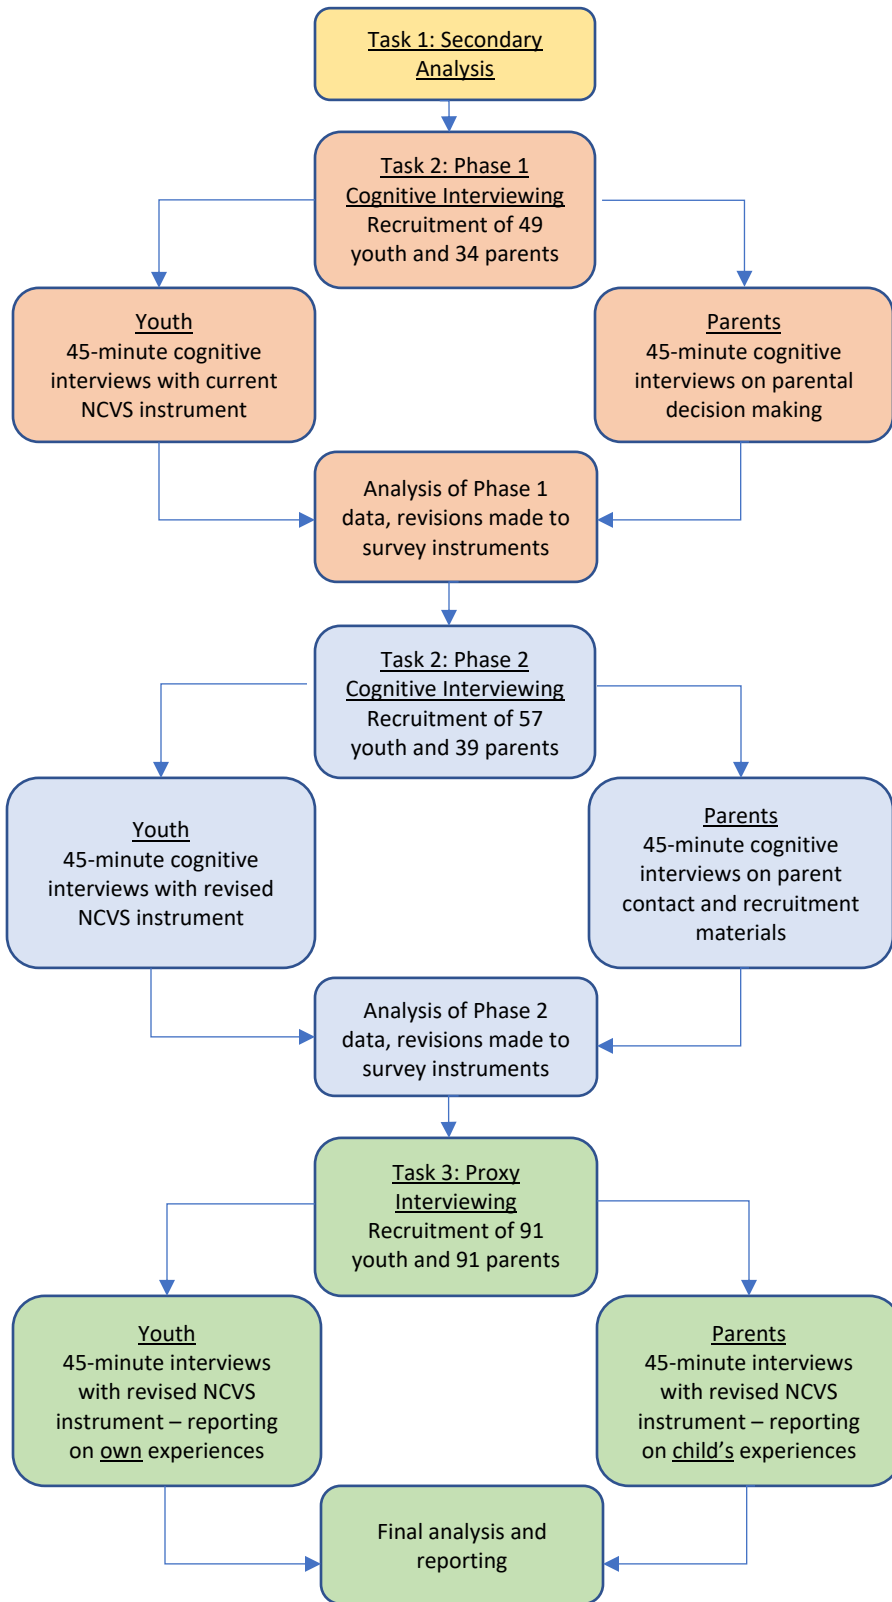 Task 1: Secondary
Analysis
Task 2: Phase 1
Cognitive Interviewing
Recruitment of 49
youth and 34 parents
Youth
45-minute cognitive
interviews with current
NCVS instrument
Parents
45-minute cognitive
interviews on parental
decision making
Analysis of Phase 1
data, revisions made to
survey instruments
Task 2: Phase 2
Cognitive Interviewing
Recruitment of 57
youth and 39 parents
Youth
45-minute cognitive
interviews with revised
NCVS instrument
Parents
45-minute cognitive
interviews on parent
contact and recruitment
materials
Analysis of Phase 2
data, revisions made to
survey instruments
Task 3: Proxy
Interviewing
Recruitment of 91
youth and 91 parents
Youth
45-minute interviews
with revised NCVS
instrument – reporting
on own experiences
Parents
45-minute interviews
with revised NCVS
instrument – reporting
on child’s experiences
Final analysis and
reporting